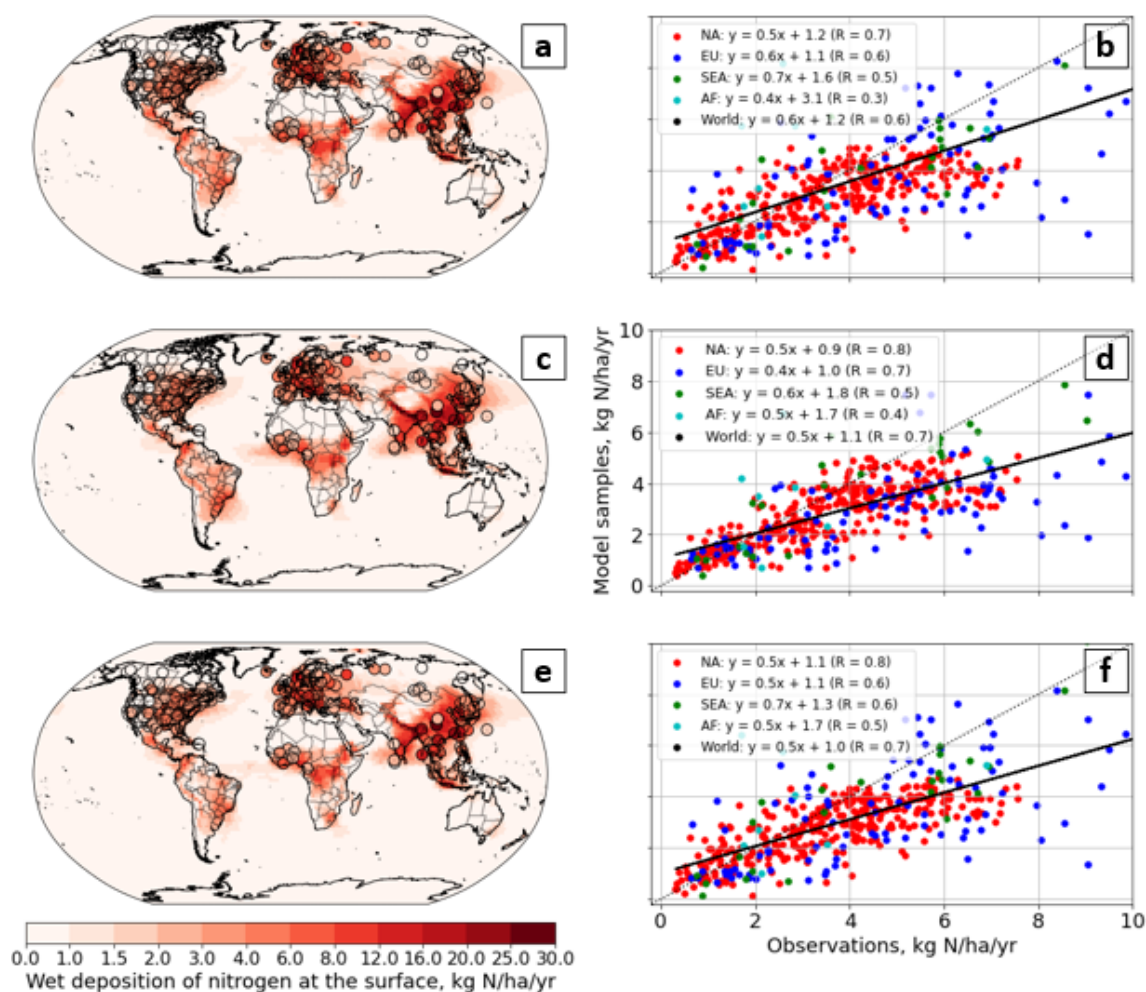 a
b
NA: y = 0.5x + 1.2 (R = 0.7)
EU: y = 0.6x + 1.1 (R = 0.6)
SEA: y = 0.7x + 1.6 (R = 0.5)
AF: y = 0.4x + 3.1 (R = 0.3)
World: y = 0.6x + 1.2 (R = 0.6)
c
d
NA: y = 0.5x + 0.9 (R = 0.8)
EU: y = 0.4x + 1.0 (R = 0.7)
SEA: y = 0.6x + 1.8 (R = 0.5)
AF: y = 0.5x + 1.7 (R = 0.4)
World: y = 0.5x + 1.1 (R = 0.7)
10
8
6
4
2
0
Model samples, kg N/ha/yr
e
f
NA: y = 0.5x + 1.1 (R = 0.8)
EU: y = 0.5x + 1.1 (R = 0.6)
SEA: y = 0.7x + 1.3 (R = 0.6)
AF: y = 0.5x + 1.7 (R = 0.5)
World: y = 0.5x + 1.0 (R = 0.7)
0 2 4 6 8 10
Observations, kg N/ha/yr
0.0 1.0 1.5 2.0 3.0 4.0 6.0 8.0 12.0 16.0 20.0 25.0 30.0
Wet deposition of nitrogen at the surface, kg N/ha/yr